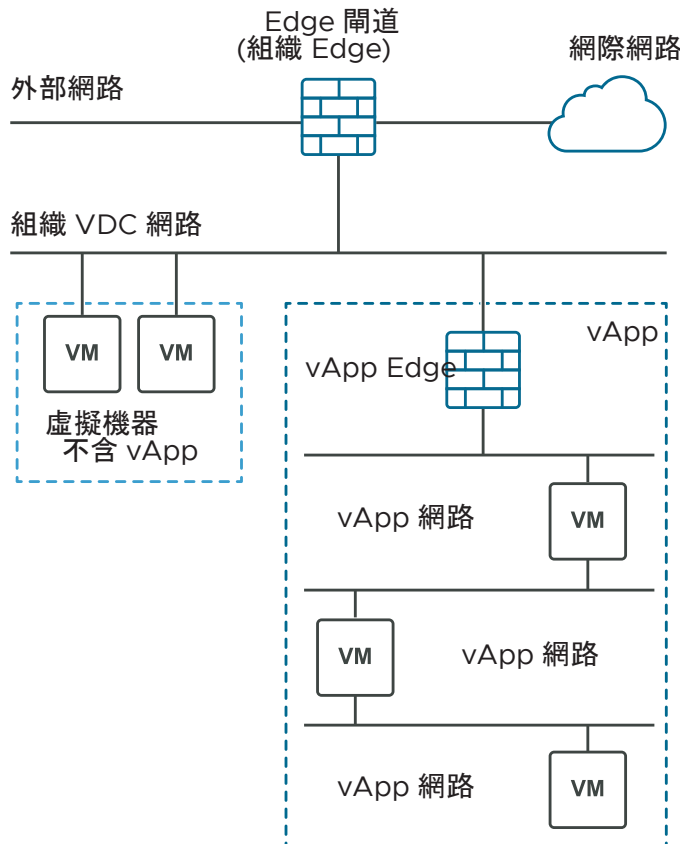 Edge 閘道
(組織 Edge)
網際網路
外部網路
組織 VDC 網路
VM
VM
虛擬機器
不含 vApp
vApp
vApp Edge
vApp 網路
VM
VM
vApp 網路
vApp 網路
VM